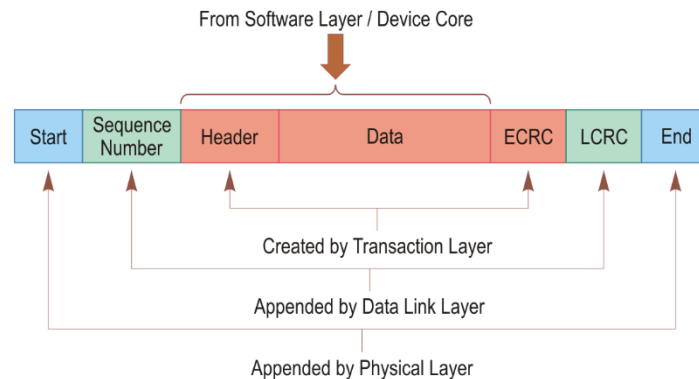 From Software Layer / Device Core
Start
Sequence
Number
Header
Data
ECRC
LCRC
End
Created by Transaction Layer
Appended by Data Link Layer
Appended by Physical Layer